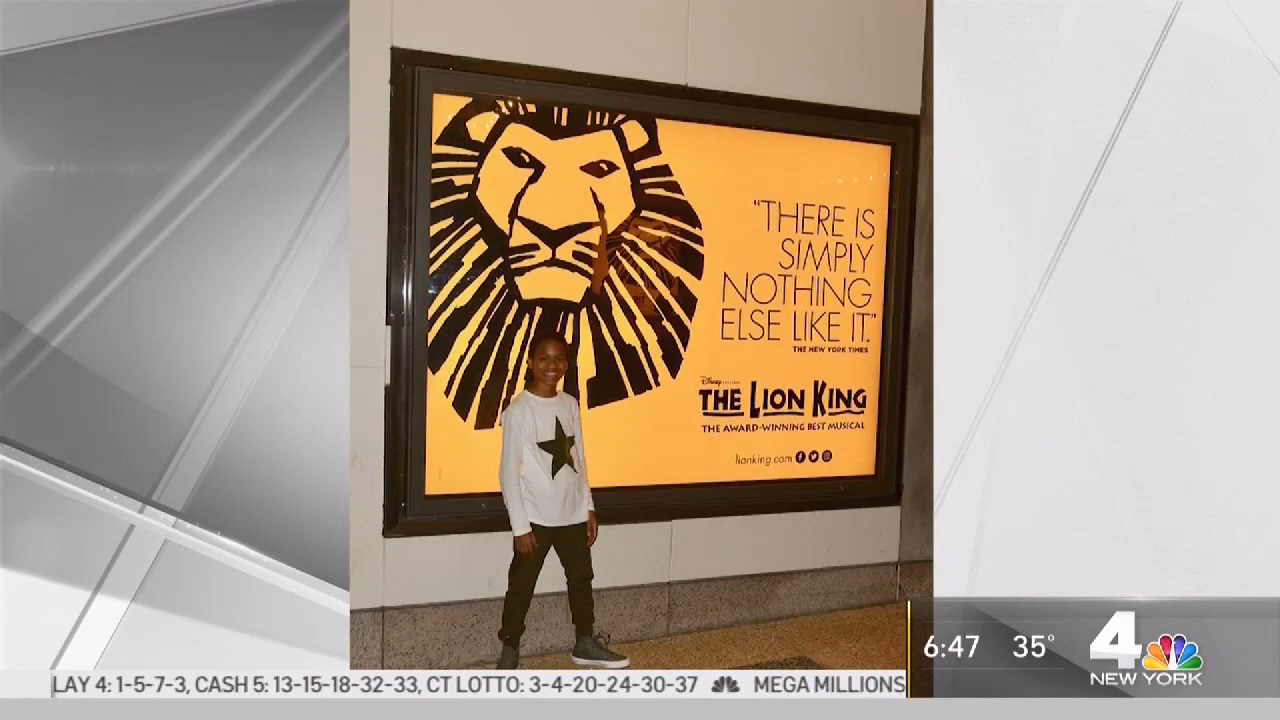 "THERE IS
SIMPLY
NOTHING
ELSE LIKE IT."
THE NEW YORK TIMES
Disney
THE LION KING
THE AWARD-WINNING BEST MUSICAL
lionking.com
6:47 35° 4
NEW YORK
LAY 4: 1-5-7-3, CASH 5: 13-15-18-32-33, CT LOTTO: 3-4-20-24-30-37 MEGA MILLIONS